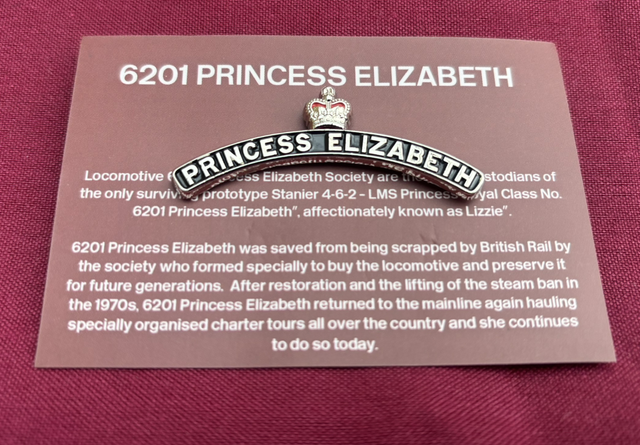 6201 PRINCESS ELIZABETH
PRINCESS ELIZABETH
Locomotive Elizabeth Society are custodians of
the only surviving prototype Stanier 4-6-2 - LMS Princess Royal Class No.
6201 Princess Elizabeth", affectionately known as Lizzie".
6201 Princess Elizabeth was saved from being scrapped by British Rail by
the society who formed specially to buy the locomotive and preserve it
for future generations. After restoration and the lifting of the steam ban in
the 1970s, 6201 Princess Elizabeth returned to the mainline again hauling
specially organised charter tours all over the country and she continues
to do so today.